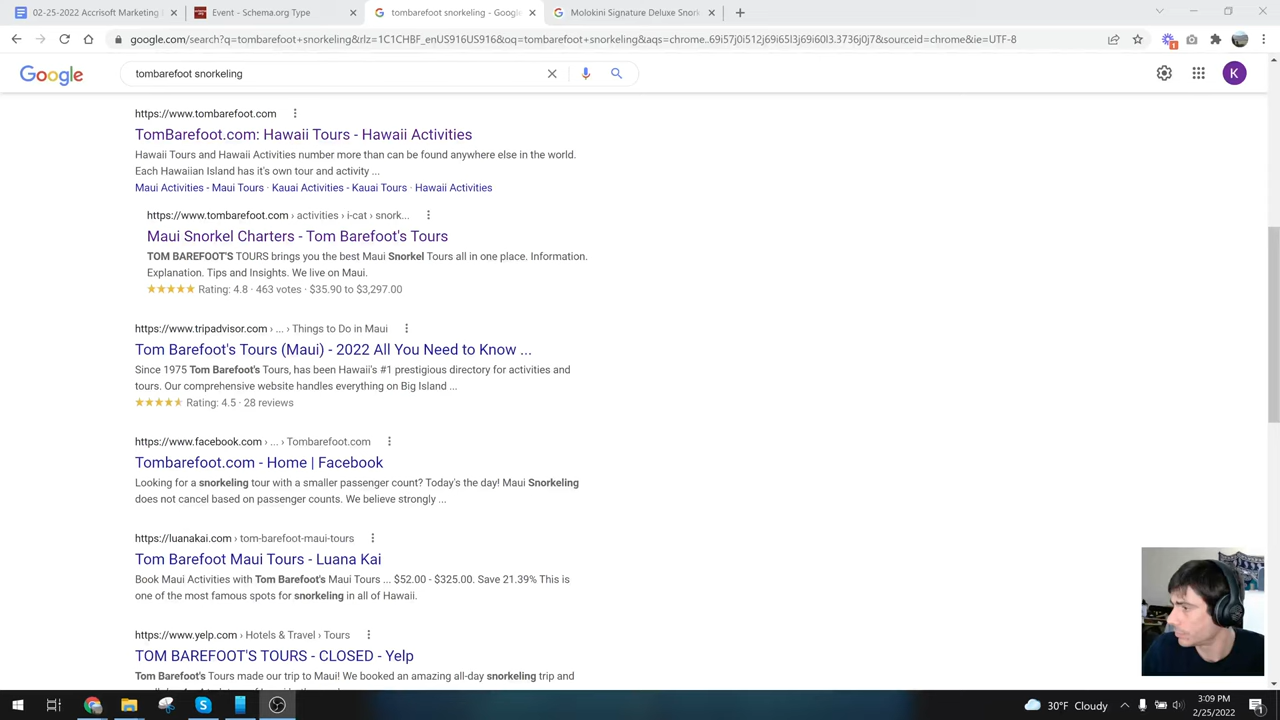 02-25-2022 Accrisoft Marketing
Event - Schema.org Type
tombarefoot snorkeling - Google
Molokini Signature Deluxe Snor
google.com/search?q=tombarefoot+snorkeling&rlz=1C1CHBF_enUS916US916&oq=tombarefoot+snorkeling&aqs=chrome..69i57j0i512j69i65l3j69i60l3.3736j0j7&sourceid=chrome&ie=UTF-8
Google
tombarefoot snorkeling
K
https://www.tombarefoot.com
TomBarefoot.com: Hawaii Tours - Hawaii Activities
Hawaii Tours and Hawaii Activities number more than can be found anywhere else in the world.
Each Hawaiian Island has it's own tour and activity ...
Maui Activities - Maui Tours · Kauai Activities - Kauai Tours · Hawaii Activities
https://www.tombarefoot.com › activities › i-cat › snork...
Maui Snorkel Charters - Tom Barefoot's Tours
TOM BAREFOOT'S TOURS brings you the best Maui Snorkel Tours all in one place. Information.
Explanation. Tips and Insights. We live on Maui.
Rating: 4.8 · 463 votes · $35.90 to $3,297.00
https://www.tripadvisor.com › ... › Things to Do in Maui
Tom Barefoot's Tours (Maui) - 2022 All You Need to Know ...
Since 1975 Tom Barefoot's Tours, has been Hawaii's #1 prestigious directory for activities and
tours. Our comprehensive website handles everything on Big Island ...
Rating: 4.5 · 28 reviews
https://www.facebook.com › ... › Tombarefoot.com
Tombarefoot.com - Home | Facebook
Looking for a snorkeling tour with a smaller passenger count? Today's the day! Maui Snorkeling
does not cancel based on passenger counts. We believe strongly ...
https://luanakai.com › tom-barefoot-maui-tours
Tom Barefoot Maui Tours - Luana Kai
Book Maui Activities with Tom Barefoot's Maui Tours ... $52.00 - $325.00. Save 21.39% This is
one of the most famous spots for snorkeling in all of Hawaii.
https://www.yelp.com › Hotels & Travel › Tours
TOM BAREFOOT'S TOURS - CLOSED - Yelp
Tom Barefoot's Tours made our trip to Maui! We booked an amazing all-day snorkeling trip and
30°F Cloudy
3:09 PM
2/25/2022